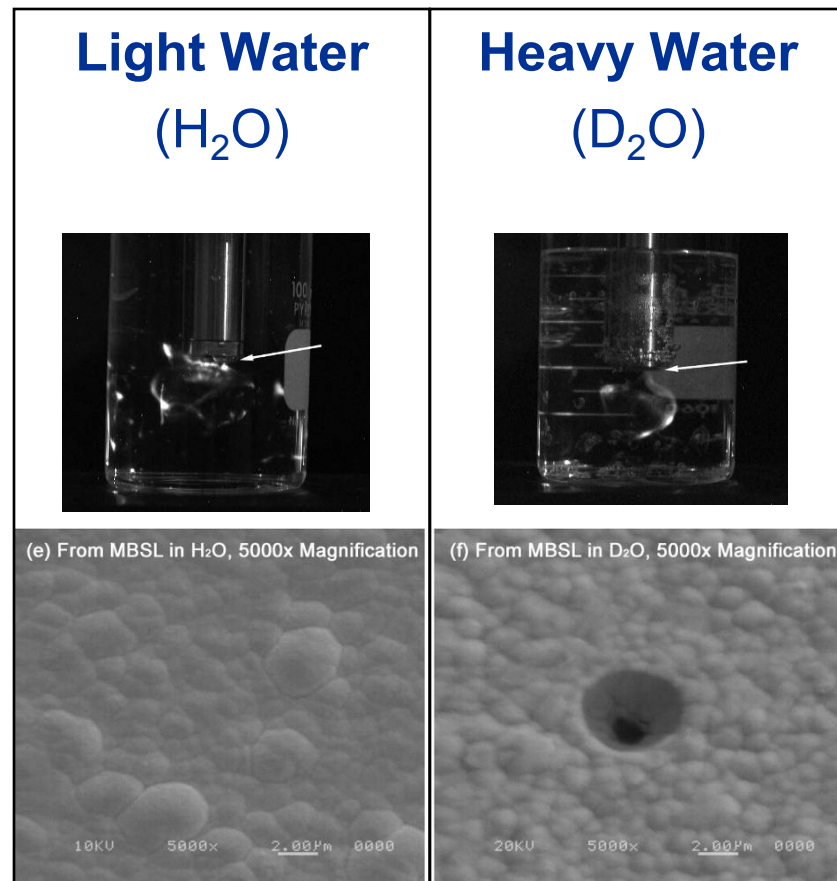 Light Water
(H₂O)
Heavy Water
(D₂O)
100
(e) From MBSL in H₂O, 5000x Magnification
10KV 5000x 2.00µm 0000
(f) From MBSL in D₂O, 5000x Magnification
20KV 5000x 2.00µm 0000